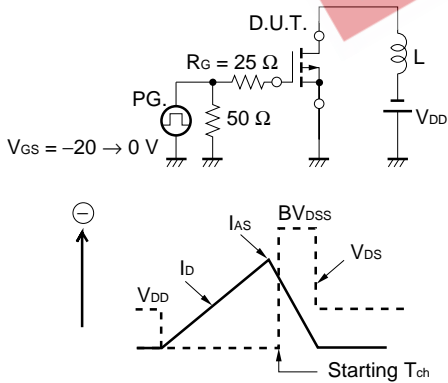 D.U.T.
RG = 25 Ω
L
PG.
50 Ω
VDD
VGS = −20 → 0 V
⊖
IAS
BVDSS
ID
VDS
VDD
Starting Tch